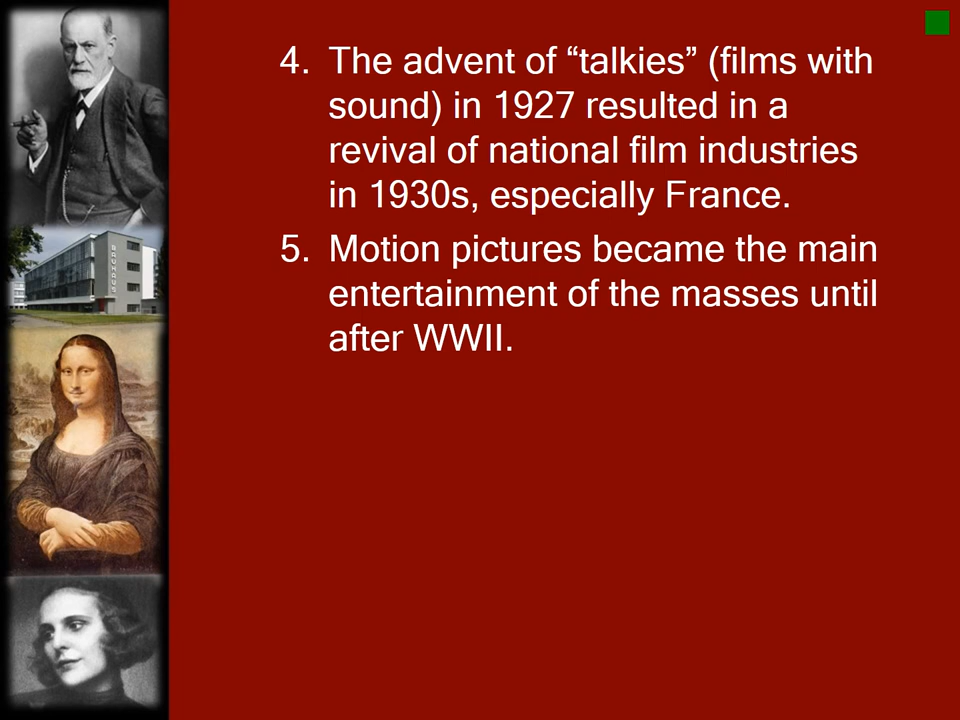 4. The advent of “talkies” (films with
sound) in 1927 resulted in a
revival of national film industries
in 1930s, especially France.
5. Motion pictures became the main
entertainment of the masses until
after WWII.
BAUHAUS